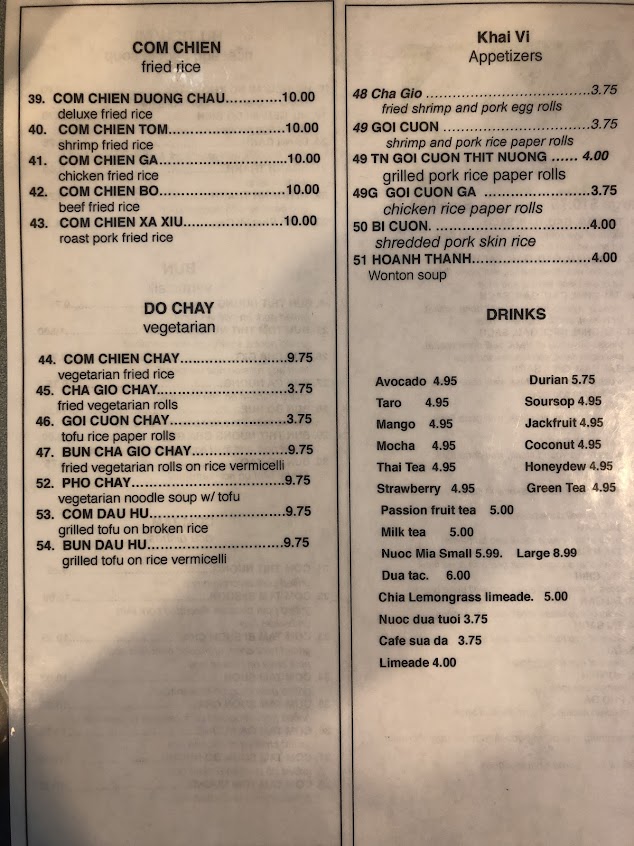 COM CHIEN
fried rice
39. COM CHIEN DUONG CHAU.............10.00
deluxe fried rice
40. COM CHIEN TOM...........................10.00
shrimp fried rice
41. COM CHIEN GA..............................10.00
chicken fried rice
42. COM CHIEN BO.............................10.00
beef fried rice
43. COM CHIEN XA XIU.......................10.00
roast pork fried rice
DO CHAY
vegetarian
44. COM CHIEN CHAY........................9.75
vegetarian fried rice
45. CHA GIO CHAY.............................3.75
fried vegetarian rolls
46. GOI CUON CHAY..........................3.75
tofu rice paper rolls
47. BUN CHA GIO CHAY.....................9.75
fried vegetarian rolls on rice vermicelli
52. PHO CHAY...................................9.75
vegetarian noodle soup w/ tofu
53. COM DAU HU...............................9.75
grilled tofu on broken rice
54. BUN DAU HU................................9.75
grilled tofu on rice vermicelli
Khai Vi
Appetizers
48 Cha Gio ......................................3.75
fried shrimp and pork egg rolls
49 GOI CUON ..................................3.75
shrimp and pork rice paper rolls
49 TN GOI CUON THIT NUONG ...... 4.00
grilled pork rice paper rolls
49G GOI CUON GA ........................3.75
chicken rice paper rolls
50 BI CUON. .....................................4.00
shredded pork skin rice
51 HOANH THANH...........................4.00
Wonton soup
DRINKS
Avocado 4.95 Durian 5.75
Taro 4.95 Soursop 4.95
Mango 4.95 Jackfruit 4.95
Mocha 4.95 Coconut 4.95
Thai Tea 4.95 Honeydew 4.95
Strawberry 4.95 Green Tea 4.95
Passion fruit tea 5.00
Milk tea 5.00
Nuoc Mia Small 5.99. Large 8.99
Dua tac. 6.00
Chia Lemongrass limeade. 5.00
Nuoc dua tuoi 3.75
Cafe sua da 3.75
Limeade 4.00